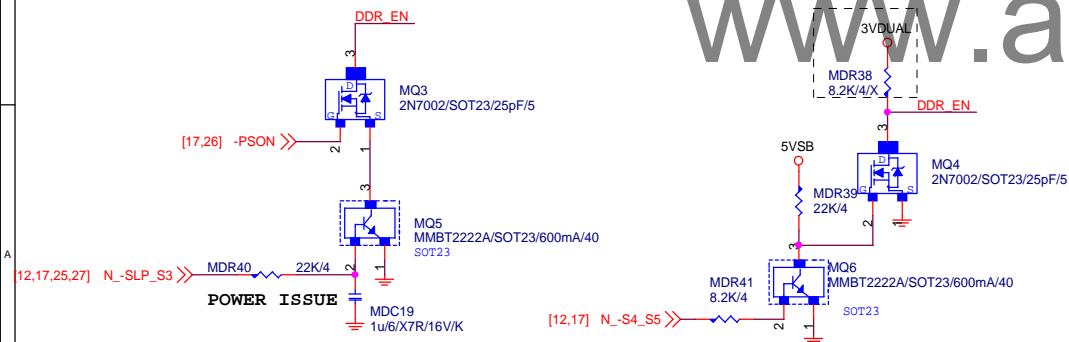 www.a
DDR_EN
3
D
G
S
MQ3
2N7002/SOT23/25pF/5
[17,26] -PSON
2
1
3
MQ5
MMBT2222A/SOT23/600mA/40
SOT23
[12,17,25,27] N_-SLP_S3
MDR40
22K/4
2
1
POWER ISSUE
MDC19
1u/6/X7R/16V/K
A
3VDUAL
MDR38
8.2K/4/X
DDR_EN
3
5VSB
D
G
S
MQ4
2N7002/SOT23/25pF/5
MDR39
22K/4
2
1
3
MQ6
MMBT2222A/SOT23/600mA/40
MDR41
8.2K/4
SOT23
[12,17] N_-S4_S5
2
1